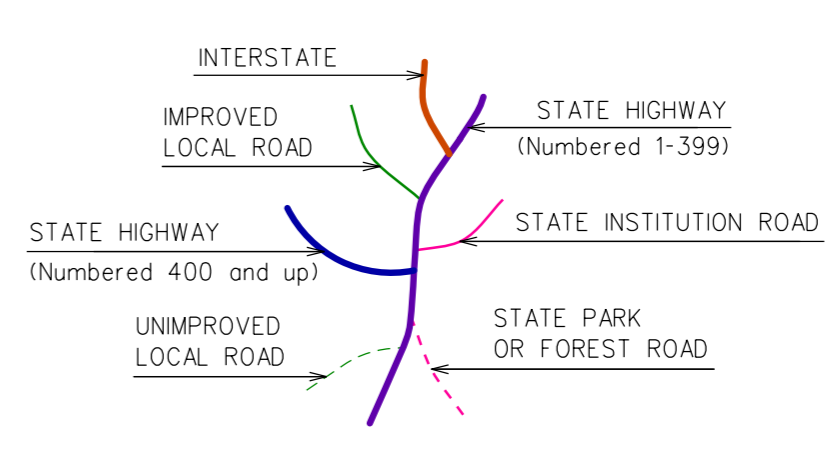 INTERSTATE
STATE HIGHWAY
(Numbered 1-399)
IMPROVED
LOCAL ROAD
STATE HIGHWAY
(Numbered 400 and up)
STATE INSTITUTION ROAD
UNIMPROVED
LOCAL ROAD
STATE PARK
OR FOREST ROAD